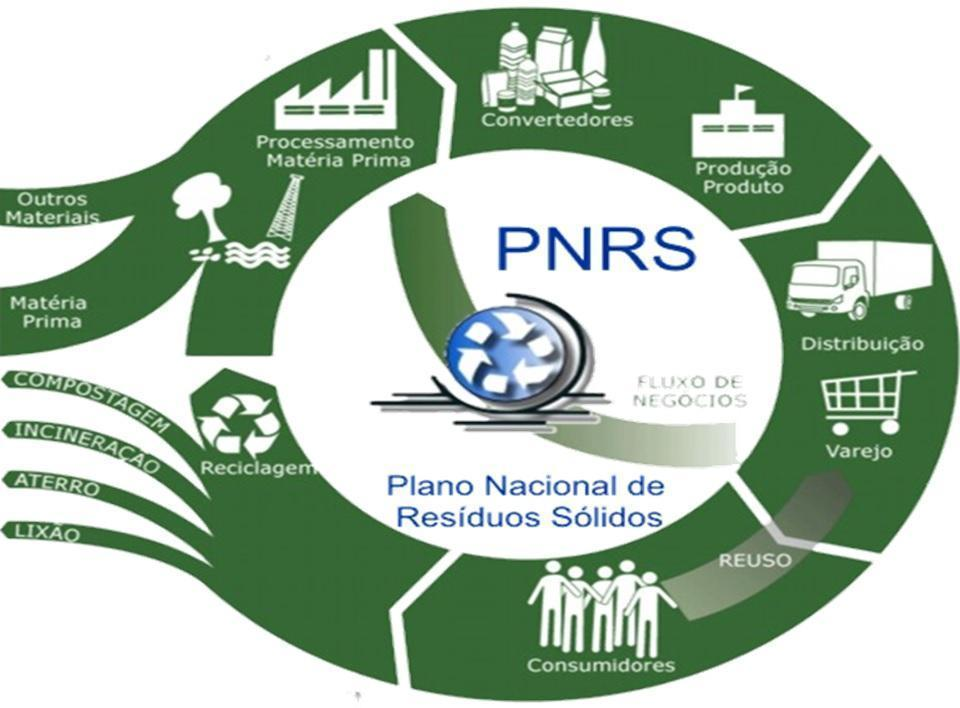 Convertedores
Processamento
Matéria Prima
Produção
Produto
Outros
Materiais
PNRS
Matéria
Prima
Distribuição
COMPOSTAGEM
FLUXO DE
NEGOCIOS
INCINERAÇAO
Varejo
Reciclagem
ATERRO
Plano Nacional de
Resíduos Sólidos
LIXÃO
REUSO
Consumidores